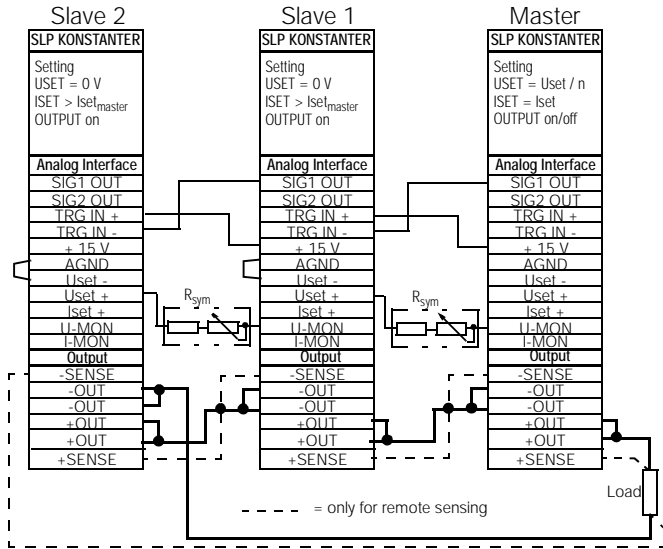 Slave 2
SLP KONSTANTER
Setting
USET = 0 V
ISET > Iset master
OUTPUT on
Analog Interface
SIG1 OUT
SIG2 OUT
TRG IN +
TRG IN -
+ 15 V
AGND
Uset -
Uset +
Iset +
U-MON
I-MON
Output
-SENSE
-OUT
-OUT
+OUT
+OUT
+SENSE
Rsym
Slave 1
SLP KONSTANTER
Setting
USET = 0 V
ISET > Iset master
OUTPUT on
Analog Interface
SIG1 OUT
SIG2 OUT
TRG IN +
TRG IN -
+ 15 V
AGND
Uset -
Uset +
Iset +
U-MON
I-MON
Output
-SENSE
-OUT
-OUT
+OUT
+OUT
+SENSE
Rsym
Master
SLP KONSTANTER
Setting
USET = Uset / n
ISET = Iset
OUTPUT on/off
Analog Interface
SIG1 OUT
SIG2 OUT
TRG IN +
TRG IN -
+ 15 V
AGND
Uset -
Uset +
Iset +
U-MON
I-MON
Output
-SENSE
-OUT
-OUT
+OUT
+OUT
+SENSE
Load
= only for remote sensing